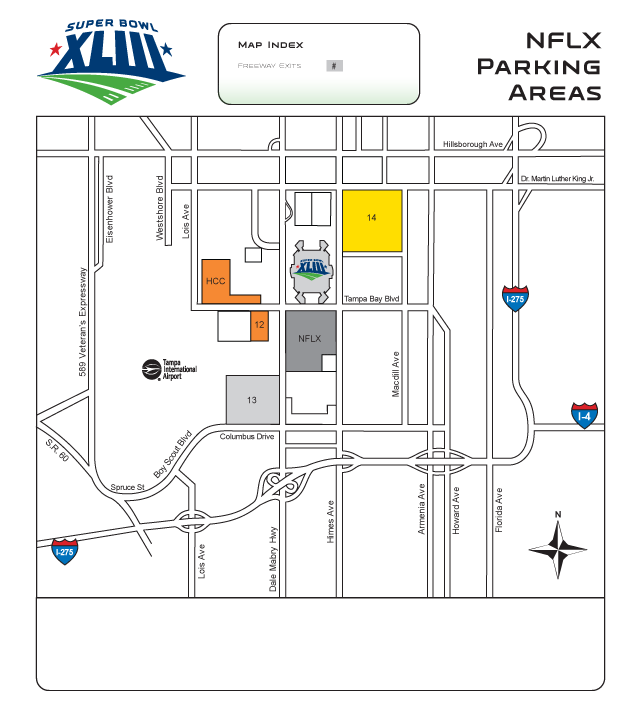 SUPER BOWL
XLIII
MAP INDEX
FREEWAY EXITS #
NFLX
PARKING
AREAS
Hillsborough Ave
Dr. Martin Luther King Jr.
Eisenhower Blvd
Westshore Blvd
Lois Ave
14
SUPER BOWL
XLIII
HCC
I-275
Tampa Bay Blvd
589 Veteran's Expressway
12
NFLX
Tampa
International
Airport
Macdill Ave
13
I-4
Columbus Drive
S.R. 60
Boy Scout Blvd
Spruce St.
Himes Ave
Armenia Ave
Howard Ave
Florida Ave
N
I-275
Lois Ave
Dale Mabry Hwy